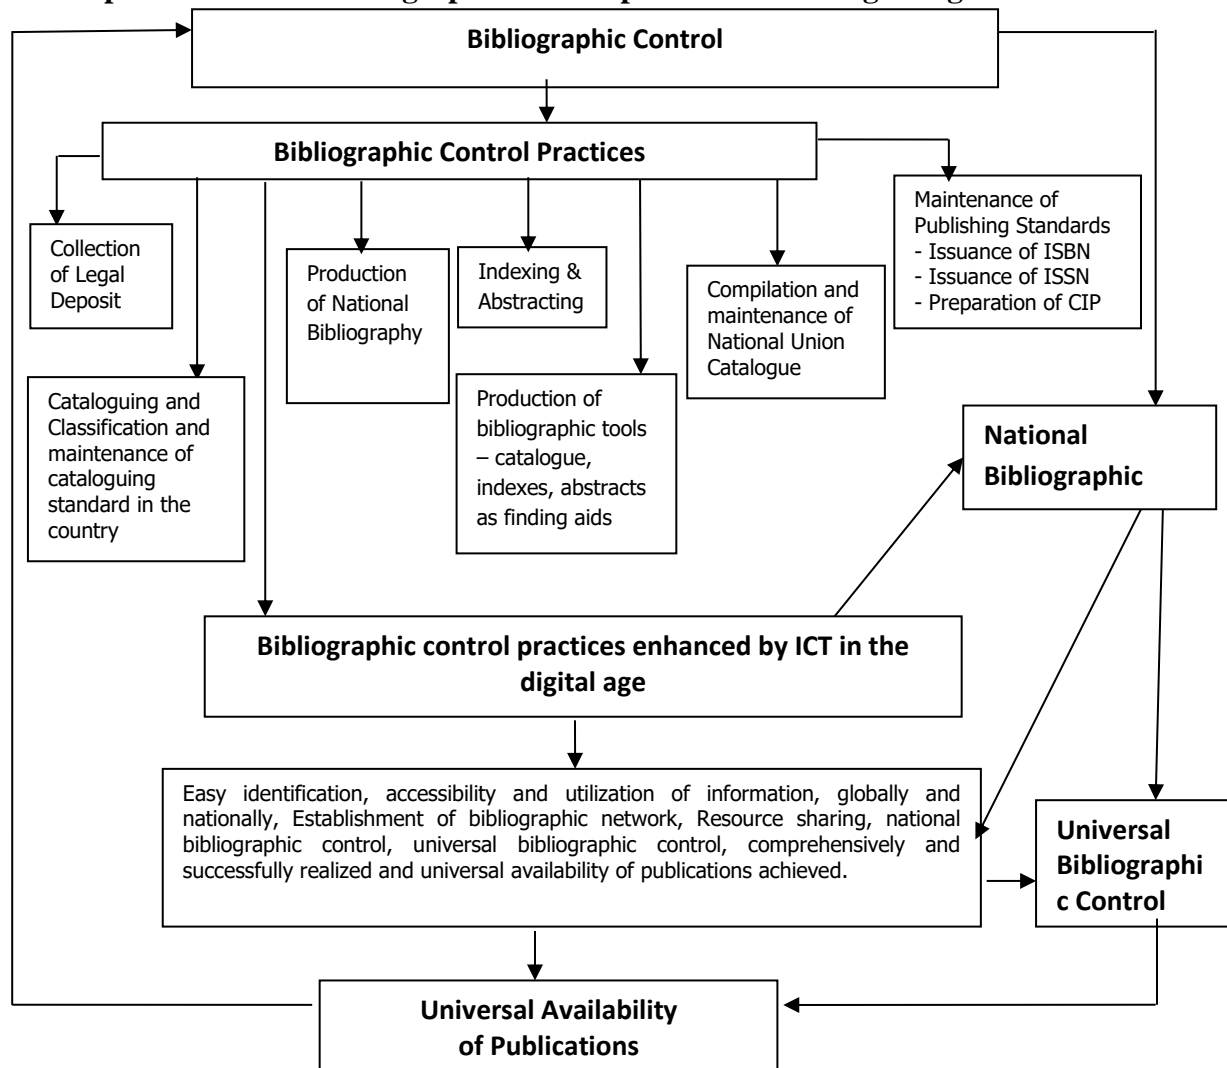 Bibliographic Control
Bibliographic Control Practices
Collection
of Legal
Deposit
Production
of National
Bibliography
Indexing &
Abstracting
Compilation and
maintenance of
National Union
Catalogue
Maintenance of
Publishing Standards
- Issuance of ISBN
- Issuance of ISSN
- Preparation of CIP
Cataloguing and
Classification and
maintenance of
cataloguing
standard in the
country
Production of
bibliographic tools
– catalogue,
indexes, abstracts
as finding aids
National
Bibliographic
Bibliographic control practices enhanced by ICT in the
digital age
Easy identification, accessibility and utilization of information, globally and
nationally, Establishment of bibliographic network, Resource sharing, national
bibliographic control, universal bibliographic control, comprehensively and
successfully realized and universal availability of publications achieved.
Universal
Bibliographi
c Control
Universal Availability
of Publications